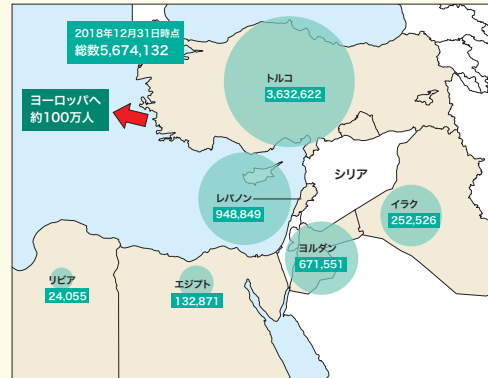 2018年12月31日時点
総数5,674,132
トルコ
3,632,622
ヨーロッパへ
約100万人
シリア
レバノン
948,849
イラク
252,526
ヨルダン
671,551
リビア
24,055
エジプト
132,871